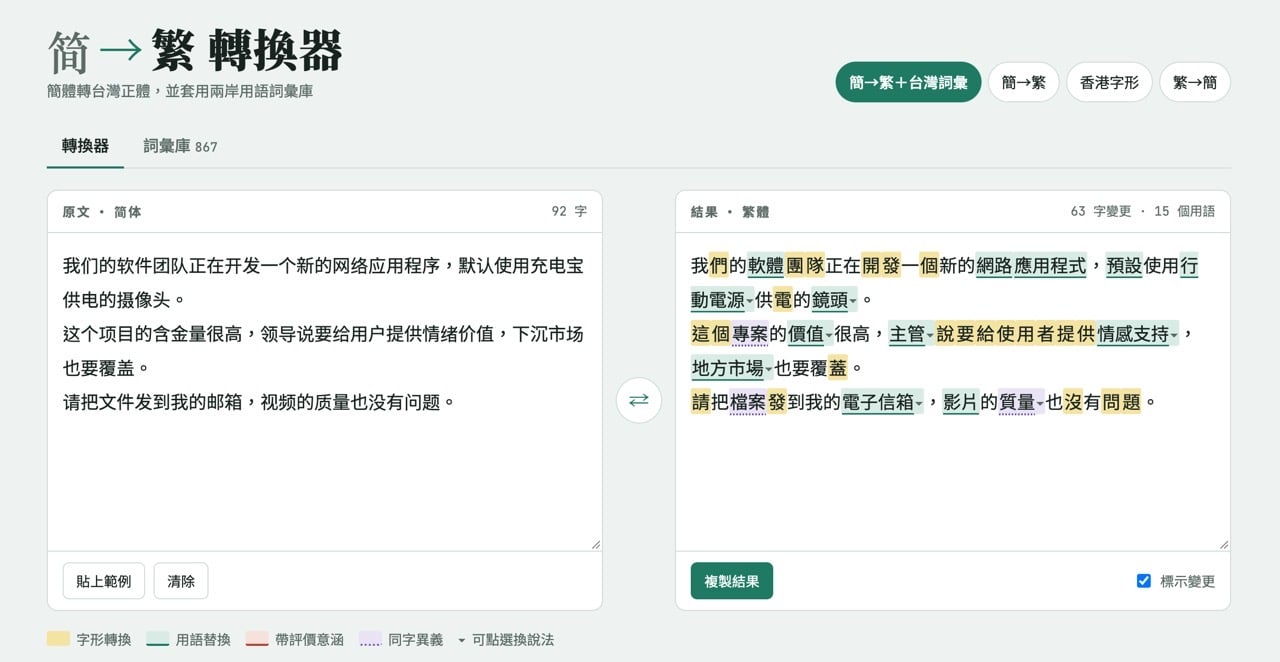 简→繁 轉換器
簡體轉台灣正體，並套用兩岸用語詞彙庫
簡→繁＋台灣詞彙
簡→繁
香港字形
繁→簡
轉換器
詞彙庫 867
原文 · 简体
92 字
我们的软件团队正在开发一个新的网络应用程序，默认使用充电宝
供电的摄像头。
这个项目的含金量很高，领导说要给用户提供情绪价值，下沉市场
也要覆盖。
请把文件发到我的邮箱，视频的质量也没有问题。
貼上範例
清除
結果 · 繁體
63 字變更 · 15 個用語
我們的軟體團隊正在開發一個新的網路應用程式，預設使用行
動電源供電的鏡頭。
這個專案的價值很高，主管說要給使用者提供情感支持，
地方市場也要覆蓋。
請把檔案發到我的電子信箱，影片的質量也沒有問題。
複製結果
標示變更
字形轉換
用語替換
帶評價意涵
同字異義
可點選換說法